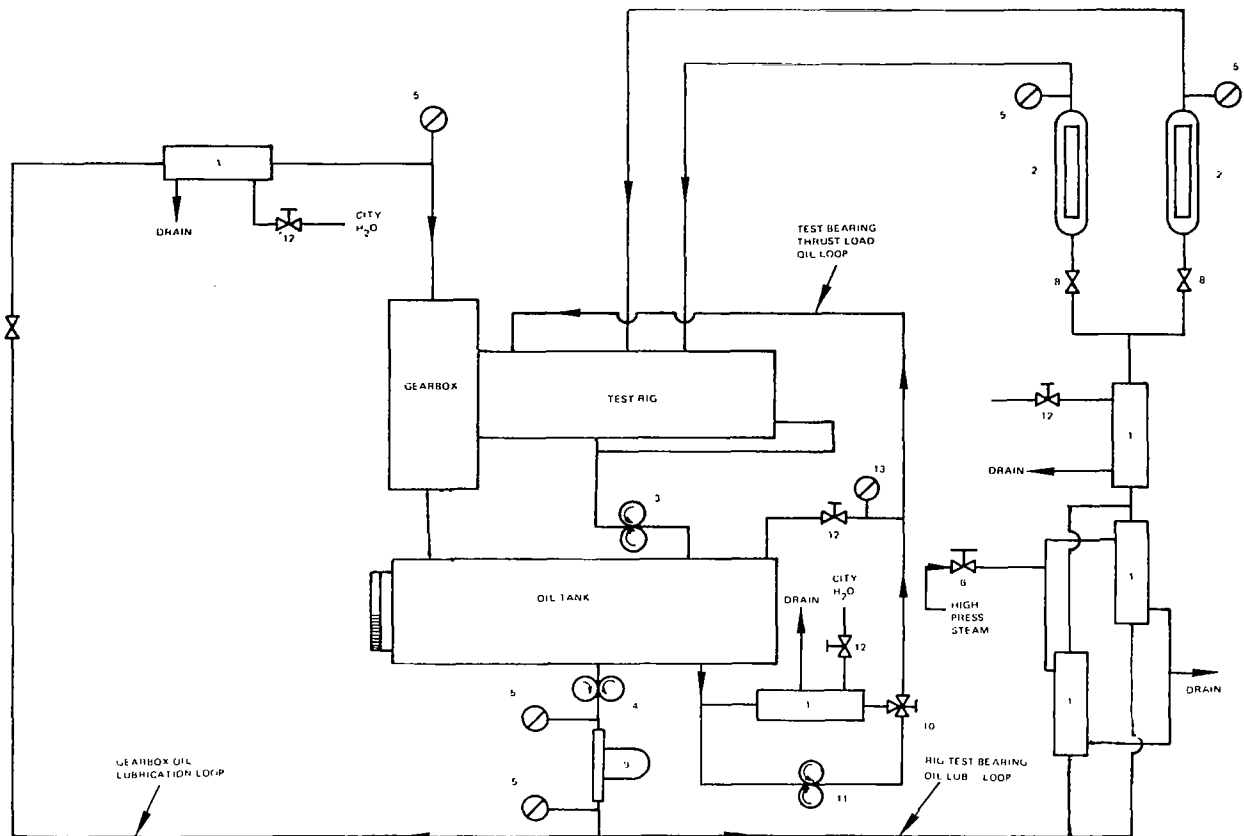 5
5
5
1
2
2
DRAIN
12
CITY
H2O
TEST BEARING
THRUST LOAD
OIL LOOP
8
8
GEARBOX
TEST RIG
12
1
DRAIN
13
3
12
OIL TANK
CITY
H2O
DRAIN
6
HIGH
PRESS
STEAM
1
12
1
DRAIN
5
4
1
10
9
GEARBOX OIL
LUBRICATION LOOP
5
11
RIG TEST BEARING
OIL LUB LOOP